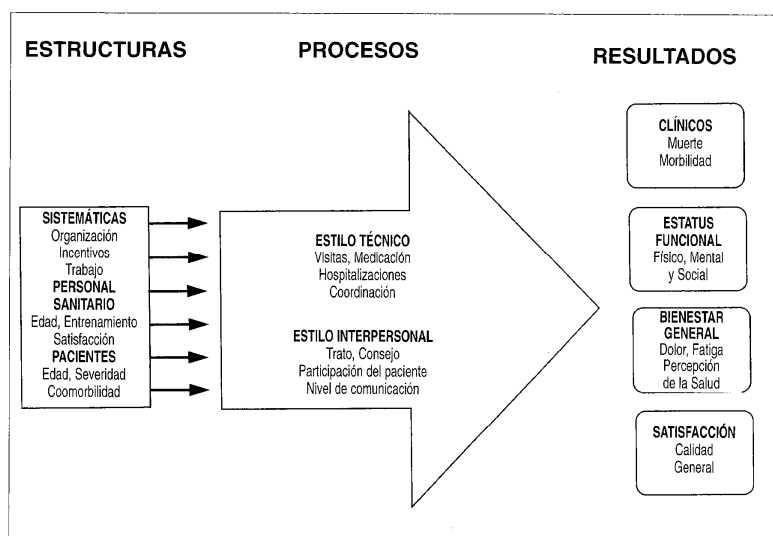 ESTRUCTURAS
PROCESOS
RESULTADOS
SISTEMÁTICAS
Organización
Incentivos
Trabajo
PERSONAL
SANITARIO
Edad, Entrenamiento
Satisfacción
PACIENTES
Edad, Severidad
Coomorbilidad
ESTILO TÉCNICO
Visitas, Medicación
Hospitalizaciones
Coordinación
ESTILO INTERPERSONAL
Trato, Consejo
Participación del paciente
Nivel de comunicación
CLÍNICOS
Muerte
Morbilidad
ESTATUS
FUNCIONAL
Físico, Mental
y Social
BIENESTAR
GENERAL
Dolor, Fatiga
Percepción
de la Salud
SATISFACCIÓN
Calidad
General